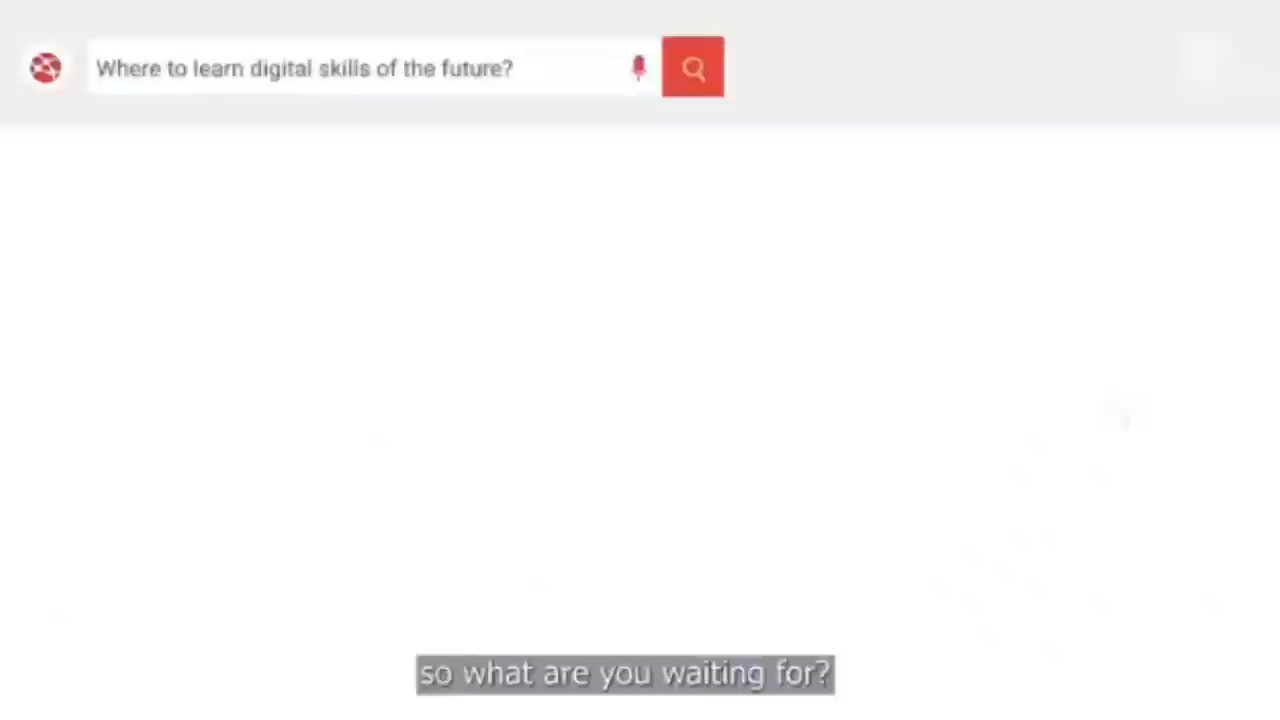 Where to learn digital skills of the future?
so what are you waiting for?